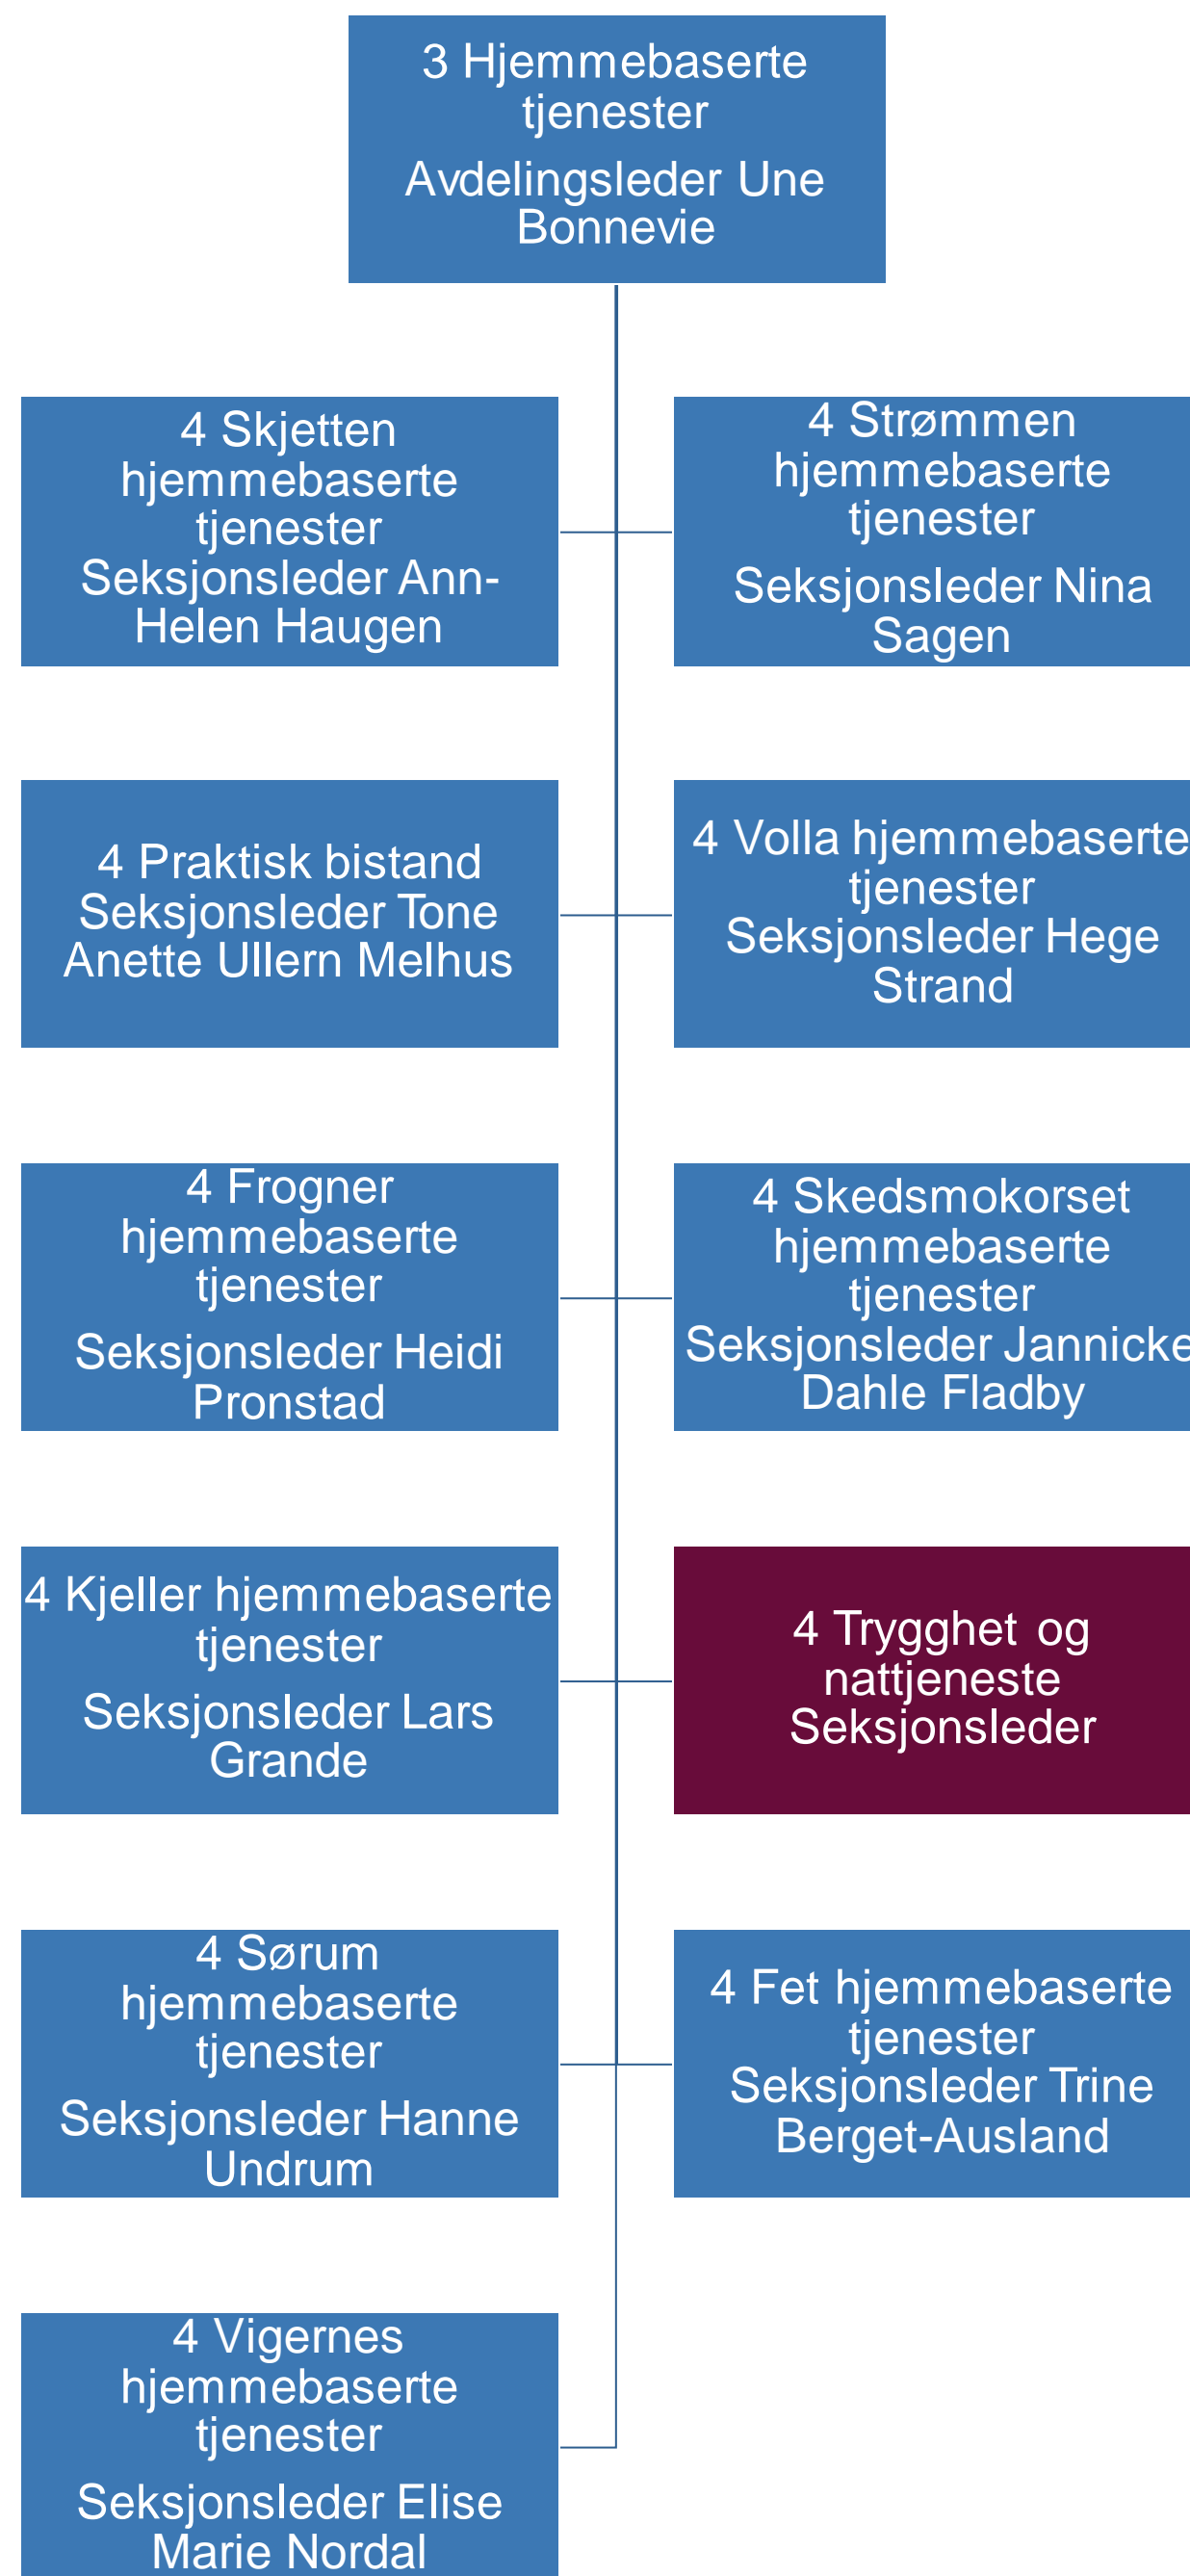 3 Hjemmebaserte
tjenester
Avdelingsleder Une
Bonnevie
4 Skjetten
hjemmebaserte
tjenester
Seksjonsleder Ann-
Helen Haugen
4 Strømmen
hjemmebaserte
tjenester
Seksjonsleder Nina
Sagen
4 Praktisk bistand
Seksjonsleder Tone
Anette Ullern Melhus
4 Volla hjemmebaserte
tjenester
Seksjonsleder Hege
Strand
4 Frogner
hjemmebaserte
tjenester
Seksjonsleder Heidi
Pronstad
4 Skedsmokorset
hjemmebaserte
tjenester
Seksjonsleder Jannicke
Dahle Fladby
4 Kjeller hjemmebaserte
tjenester
Seksjonsleder Lars
Grande
4 Trygghet og
nattjeneste
Seksjonsleder
4 Sørum
hjemmebaserte
tjenester
Seksjonsleder Hanne
Undrum
4 Fet hjemmebaserte
tjenester
Seksjonsleder Trine
Berget-Ausland
4 Vigernes
hjemmebaserte
tjenester
Seksjonsleder Elise
Marie Nordal